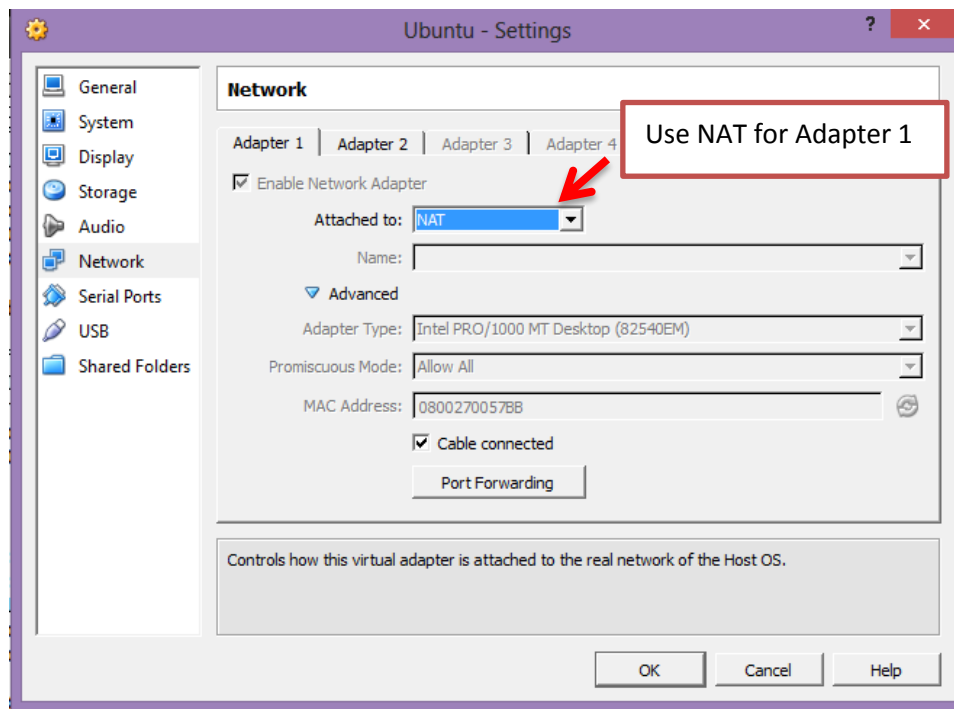 Ubuntu - Settings
?
×
General
System
Display
Storage
Audio
Network
Serial Ports
USB
Shared Folders
Network
Use NAT for Adapter 1
Adapter 1 Adapter 2 Adapter 3 Adapter 4
Enable Network Adapter
Attached to: NAT
Name:
Advanced
Adapter Type: Intel PRO/1000 MT Desktop (82540EM)
Promiscuous Mode: Allow All
MAC Address: 0800270057BB
Cable connected
Port Forwarding
Controls how this virtual adapter is attached to the real network of the Host OS.
OK Cancel Help